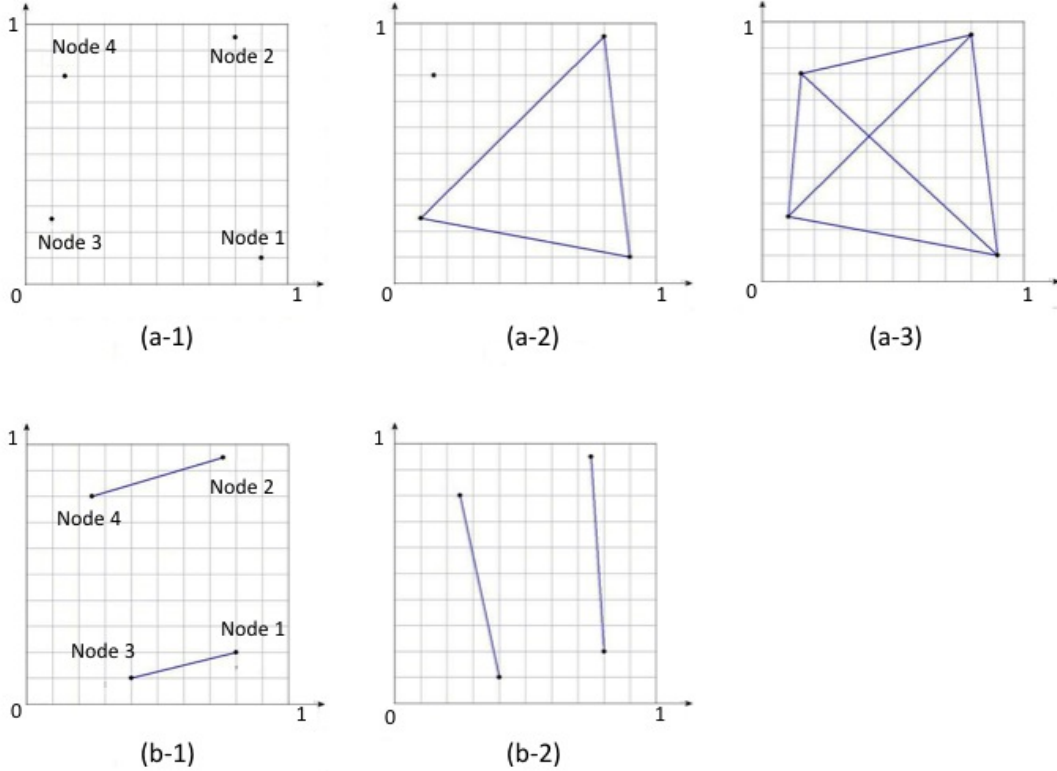 1
Node 4
Node 2
Node 3
Node 1
0
1
(a-1)
1
0
1
(a-2)
1
0
1
(a-3)
1
Node 4
Node 2
Node 3
Node 1
0
1
(b-1)
1
0
1
(b-2)